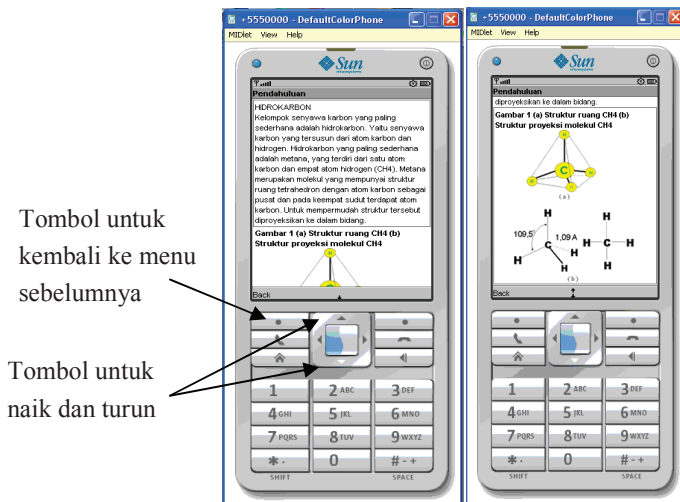 +5550000 - DefaultColorPhone
MIDlet View Help
Sun
microsystems
Pendahuluan
HIDROKARBON
Kelompok senyawa karbon yang paling
sederhana adalah hidrokarbon. Yaitu senyawa
karbon yang tersusun dari atom karbon dan
hidrogen. Hidrokarbon yang paling sederhana
adalah metana, yang terdiri dari satu atom
karbon dan empat atom hidrogen (CH4). Metana
merupakan molekul yang mempunyai struktur
ruang tetrahedron dengan atom karbon sebagai
pusat dan pada keempat sudut terdapat atom
karbon. Untuk mempermudah struktur tersebut
diproyeksikan ke dalam bidang.
Gambar 1 (a) Struktur ruang CH4 (b)
Struktur proyeksi molekul CH4
H
C
Back
1 2 ABC 3 DEF
4 GHI 5 JKL 6 MNO
7 PQRS 8 TUV 9 WXYZ
* . 0 # - +
SHIFT SPACE
Tombol untuk
kembali ke menu
sebelumnya
Tombol untuk
naik dan turun
+5550000 - DefaultColorPhone
MIDlet View Help
Sun
microsystems
Pendahuluan
diproyeksikan ke dalam bidang.
Gambar 1 (a) Struktur ruang CH4 (b)
Struktur proyeksi molekul CH4
H
C
H H
H
(a)
H H
109,5° 1,09 A
C H H C H
H H H
(b)
Back
1 2 ABC 3 DEF
4 GHI 5 JKL 6 MNO
7 PQRS 8 TUV 9 WXYZ
* . 0 # - +
SHIFT SPACE